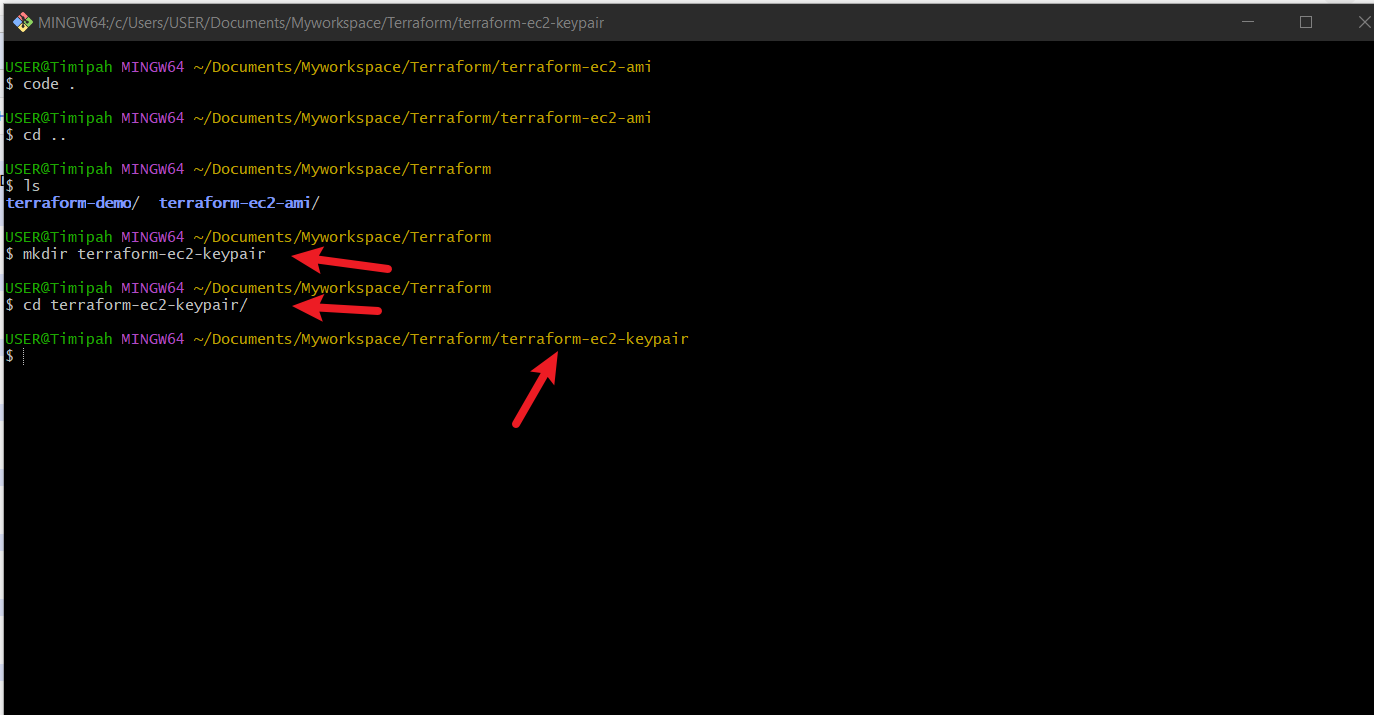 MINGW64:/c/Users/USER/Documents/Myworkspace/Terraform/terraform-ec2-keypair
USER@Timipah MINGW64 ~/Documents/Myworkspace/Terraform/terraform-ec2-ami
$ code .
USER@Timipah MINGW64 ~/Documents/Myworkspace/Terraform/terraform-ec2-ami
$ cd ..
USER@Timipah MINGW64 ~/Documents/Myworkspace/Terraform
$ ls
terraform-demo/  terraform-ec2-ami/
USER@Timipah MINGW64 ~/Documents/Myworkspace/Terraform
$ mkdir terraform-ec2-keypair
USER@Timipah MINGW64 ~/Documents/Myworkspace/Terraform
$ cd terraform-ec2-keypair/
USER@Timipah MINGW64 ~/Documents/Myworkspace/Terraform/terraform-ec2-keypair
$